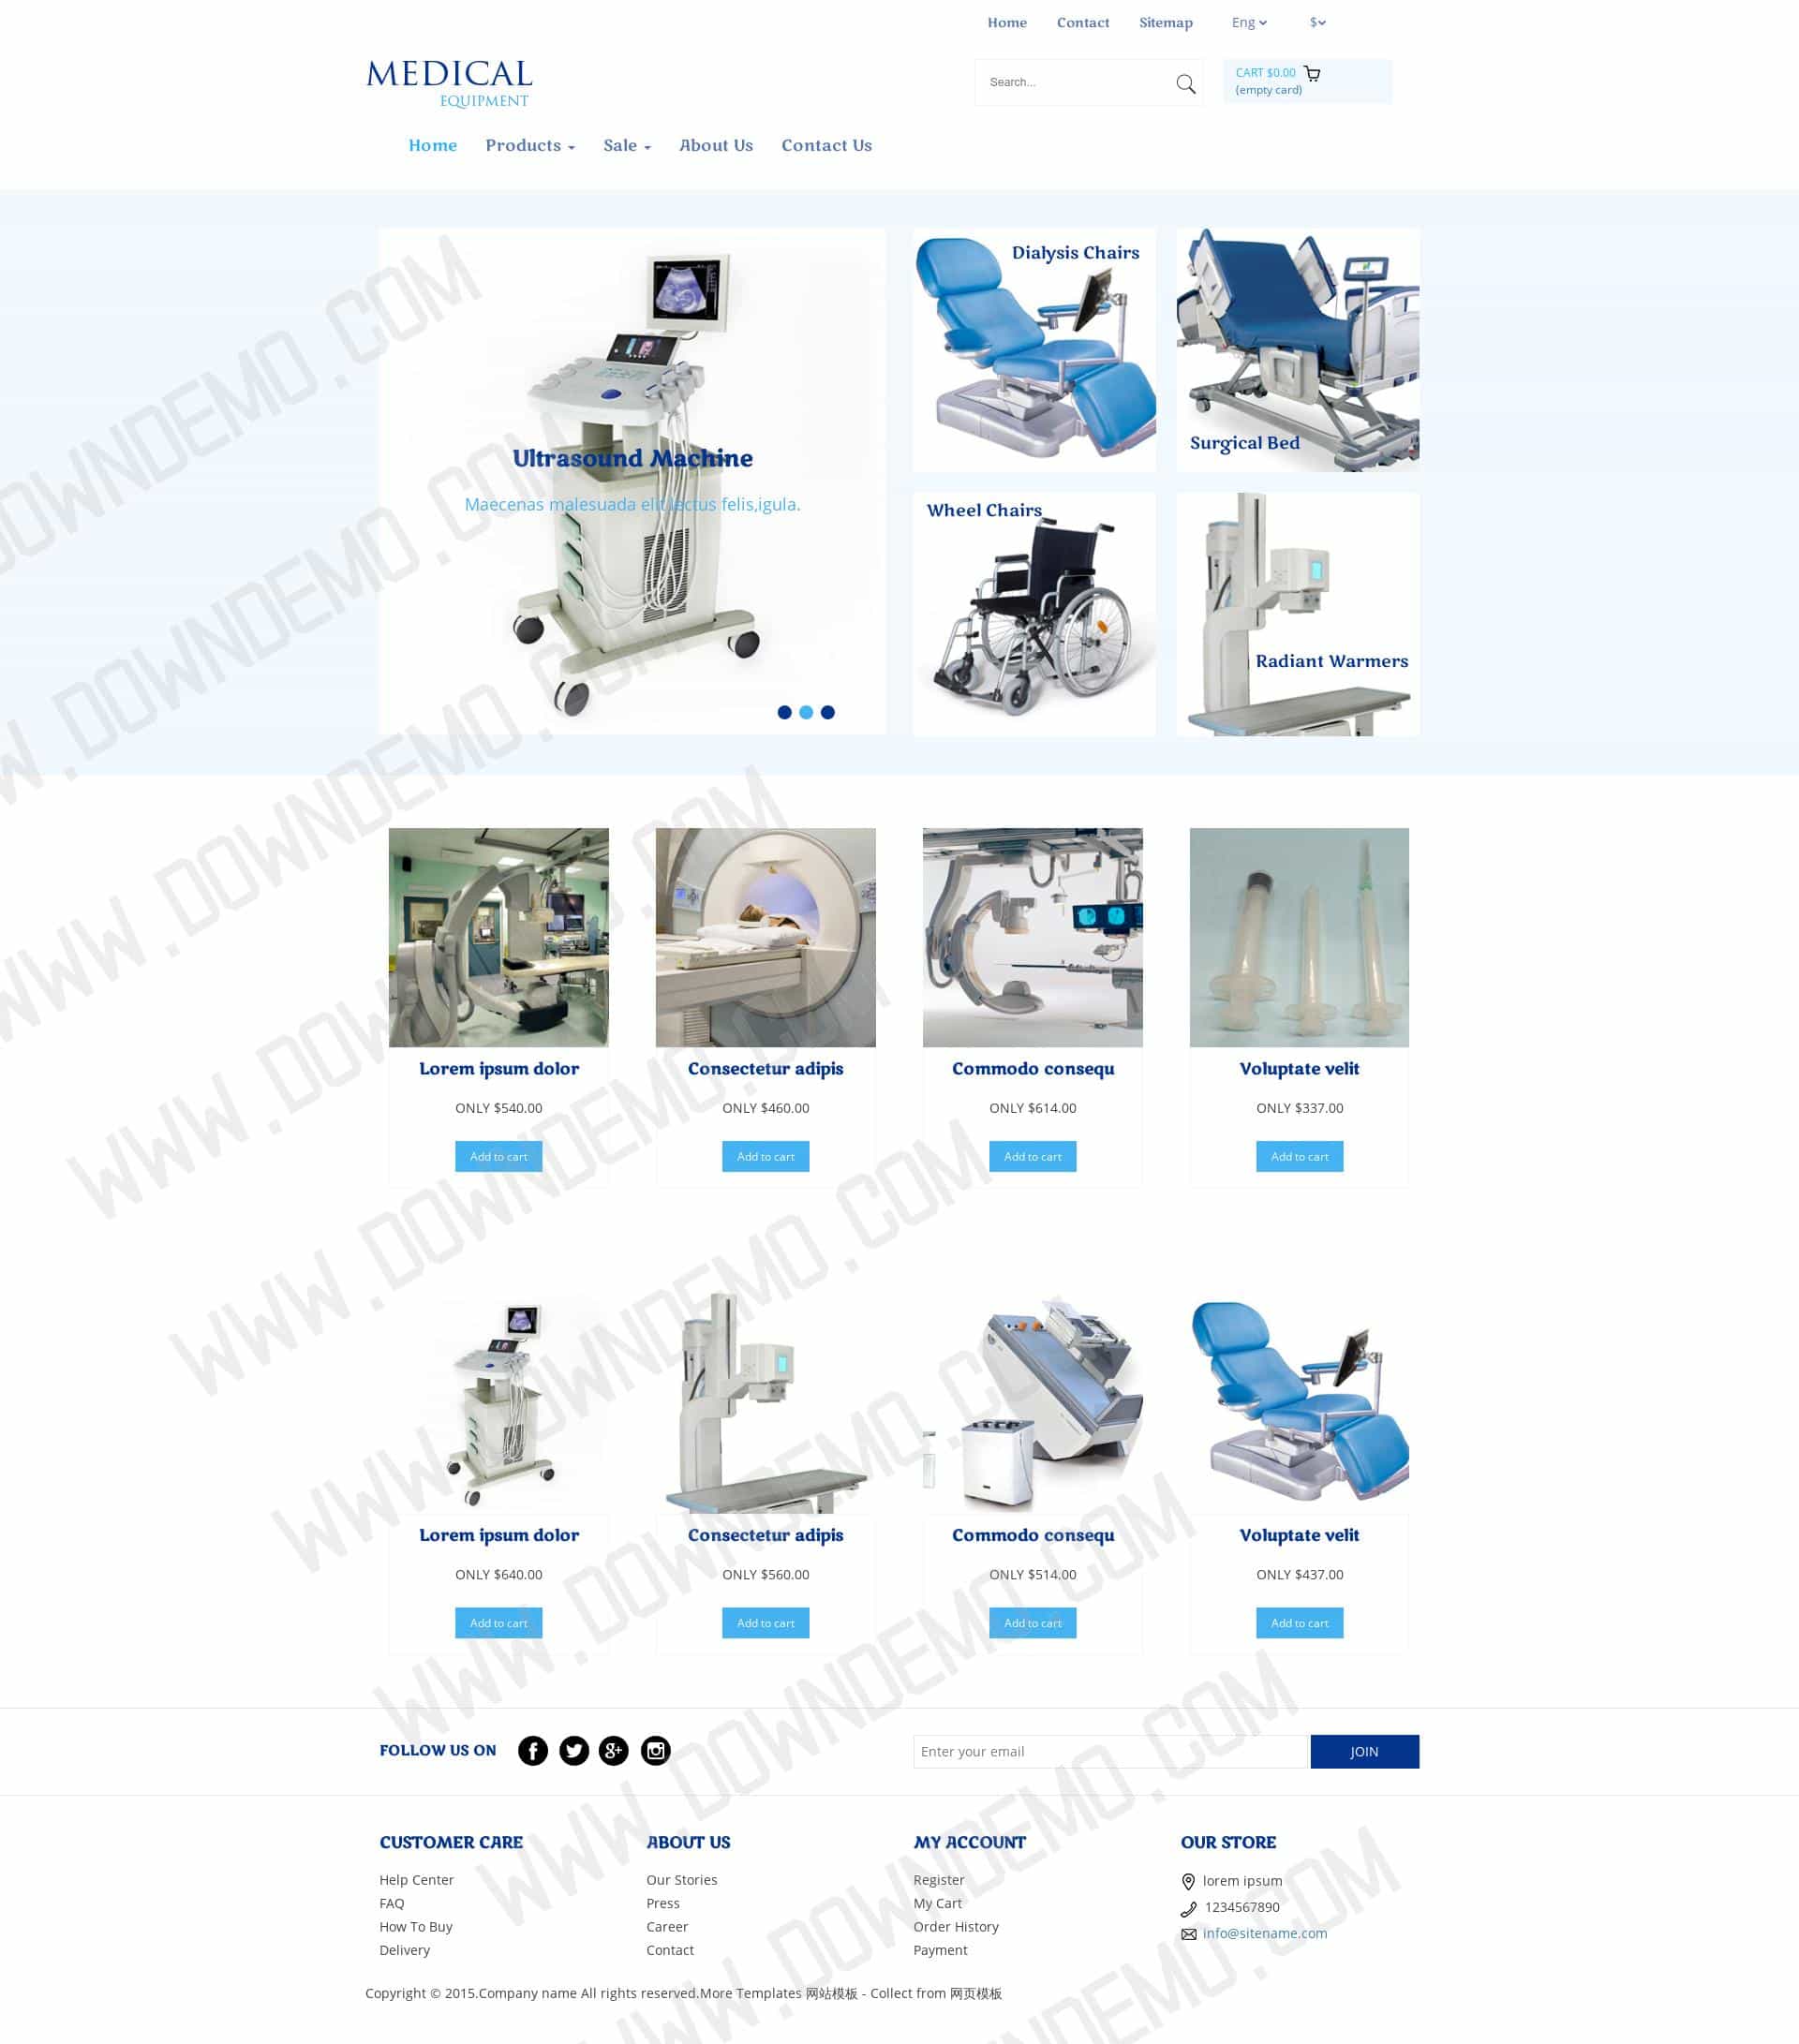 Home Contact Sitemap Eng $
MEDICAL
EQUIPMENT
Search...
CART $0.00
(empty card)
Home Products Sale About Us Contact Us
Ultrasound Machine
Maecenas malesuada elit lectus felis,igula.
Dialysis Chairs
Surgical Bed
Wheel Chairs
Radiant Warmers
Lorem ipsum dolor
ONLY $540.00
Add to cart
Consectetur adipis
ONLY $460.00
Add to cart
Commodo consequ
ONLY $614.00
Add to cart
Voluptate velit
ONLY $337.00
Add to cart
Lorem ipsum dolor
ONLY $640.00
Add to cart
Consectetur adipis
ONLY $560.00
Add to cart
Commodo consequ
ONLY $514.00
Add to cart
Voluptate velit
ONLY $437.00
Add to cart
FOLLOW US ON
Enter your email
JOIN
CUSTOMER CARE
Help Center
FAQ
How To Buy
Delivery
ABOUT US
Our Stories
Press
Career
Contact
MY ACCOUNT
Register
My Cart
Order History
Payment
OUR STORE
lorem ipsum
1234567890
info@sitename.com
Copyright © 2015.Company name All rights reserved.More Templates 网站模板 - Collect from 网页模板
WWW.DOWNDEMO.COM